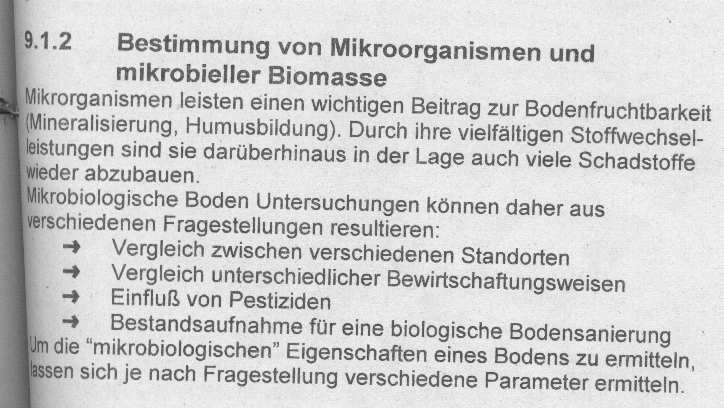 9.1.2 Bestimmung von Mikroorganismen und
mikrobieller Biomasse
Mikrorganismen leisten einen wichtigen Beitrag zur Bodenfruchtbarkeit
(Mineralisierung, Humusbildung). Durch ihre vielfältigen Stoffwechsel-
leistungen sind sie darüberhinaus in der Lage auch viele Schadstoffe
wieder abzubauen.
Mikrobiologische Boden Untersuchungen können daher aus
verschiedenen Fragestellungen resultieren:
➜ Vergleich zwischen verschiedenen Standorten
➜ Vergleich unterschiedlicher Bewirtschaftungsweisen
➜ Einfluß von Pestiziden
➜ Bestandsaufnahme für eine biologische Bodensanierung
Um die “mikrobiologischen” Eigenschaften eines Bodens zu ermitteln,
lassen sich je nach Fragestellung verschiedene Parameter ermitteln.